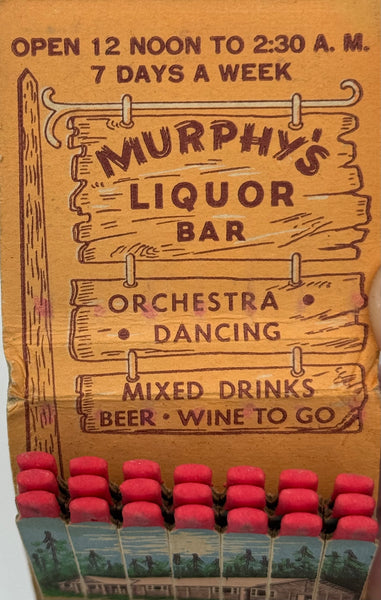 OPEN 12 NOON TO 2:30 A. M.
7 DAYS A WEEK
MURPHY'S
LIQUOR
BAR
ORCHESTRA •
• DANCING
MIXED DRINKS
BEER • WINE TO GO